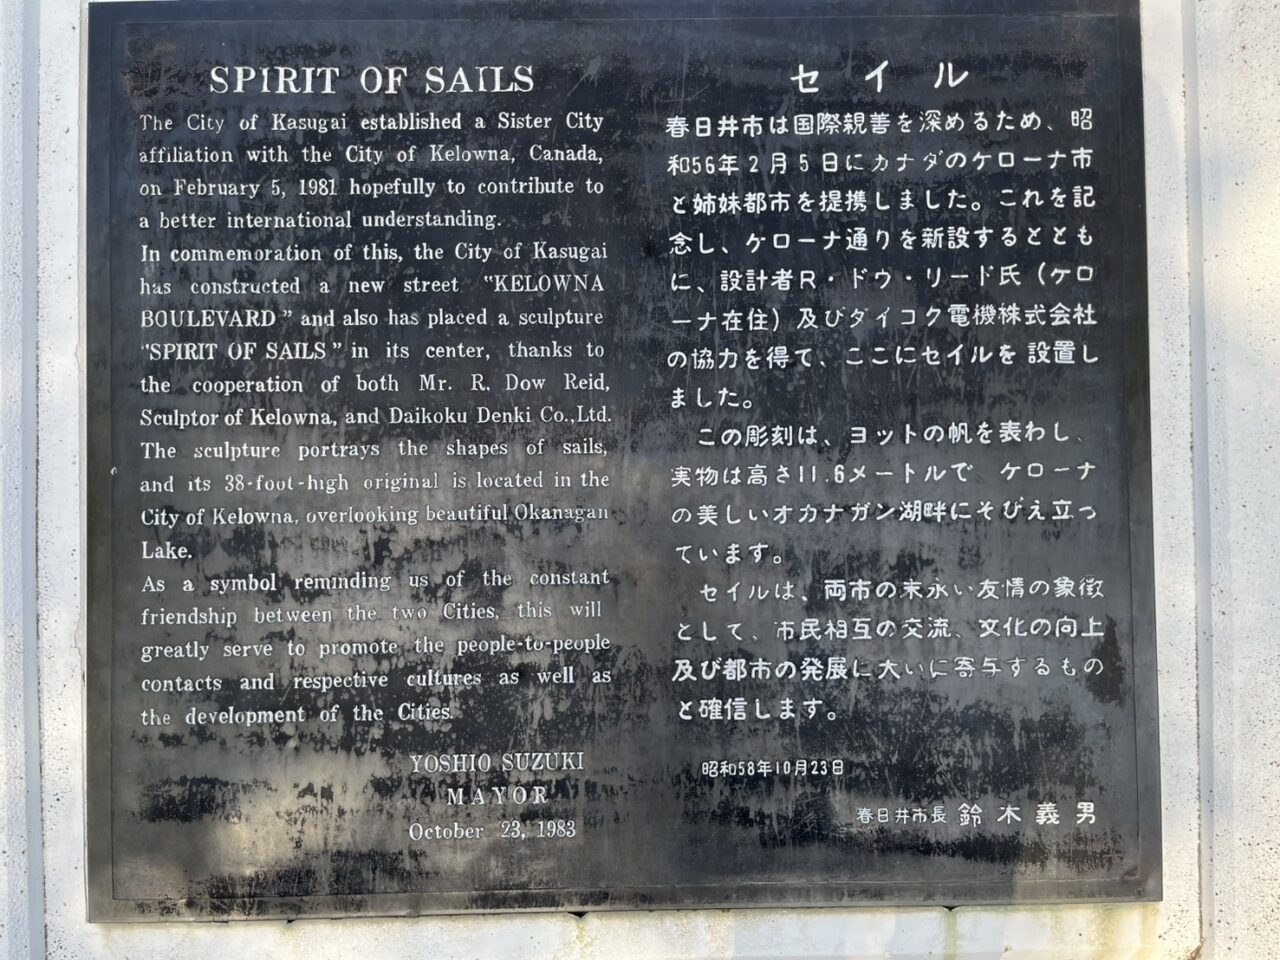 SPIRIT OF SAILS
The City of Kasugai established a Sister City
affiliation with the City of Kelowna, Canada,
on February 5, 1981 hopefully to contribute to
a better international understanding.
In commemoration of this, the City of Kasugai
has constructed a new street "KELOWNA
BOULEVARD" and also has placed a sculpture
"SPIRIT OF SAILS" in its center, thanks to
the cooperation of both Mr. R. Dow Reid,
Sculptor of Kelowna, and Daikoku Denki Co.,Ltd.
The sculpture portrays the shapes of sails,
and its 38-foot-high original is located in the
City of Kelowna, overlooking beautiful Okanagan
Lake.
As a symbol reminding us of the constant
friendship between the two Cities, this will
greatly serve to promote the people-to-people
contacts and respective cultures as well as
the development of the Cities.
YOSHIO SUZUKI
MAYOR
October 23, 1983
セイル
春日井市は国際親善を深めるため、昭
和56年2月5日にカナダのケローナ市
と姉妹都市を提携しました。これを記
念し、ケローナ通りを新設するととも
に、設計者R・ドウ・リード氏（ケロ
ーナ在住）及びダイコク電機株式会社
の協力を得て、ここにセイルを設置し
ました。
この彫刻は、ヨットの帆を表わし、
実物は高さ11.6メートルで ケローナ
の美しいオカナガン湖畔にそびえ立っ
ています。
セイルは、両市の末永い友情の象徴
として、市民相互の交流、文化の向上
及び都市の発展に大いに寄与するもの
と確信します。
昭和58年10月23日
春日井市長 鈴木義男